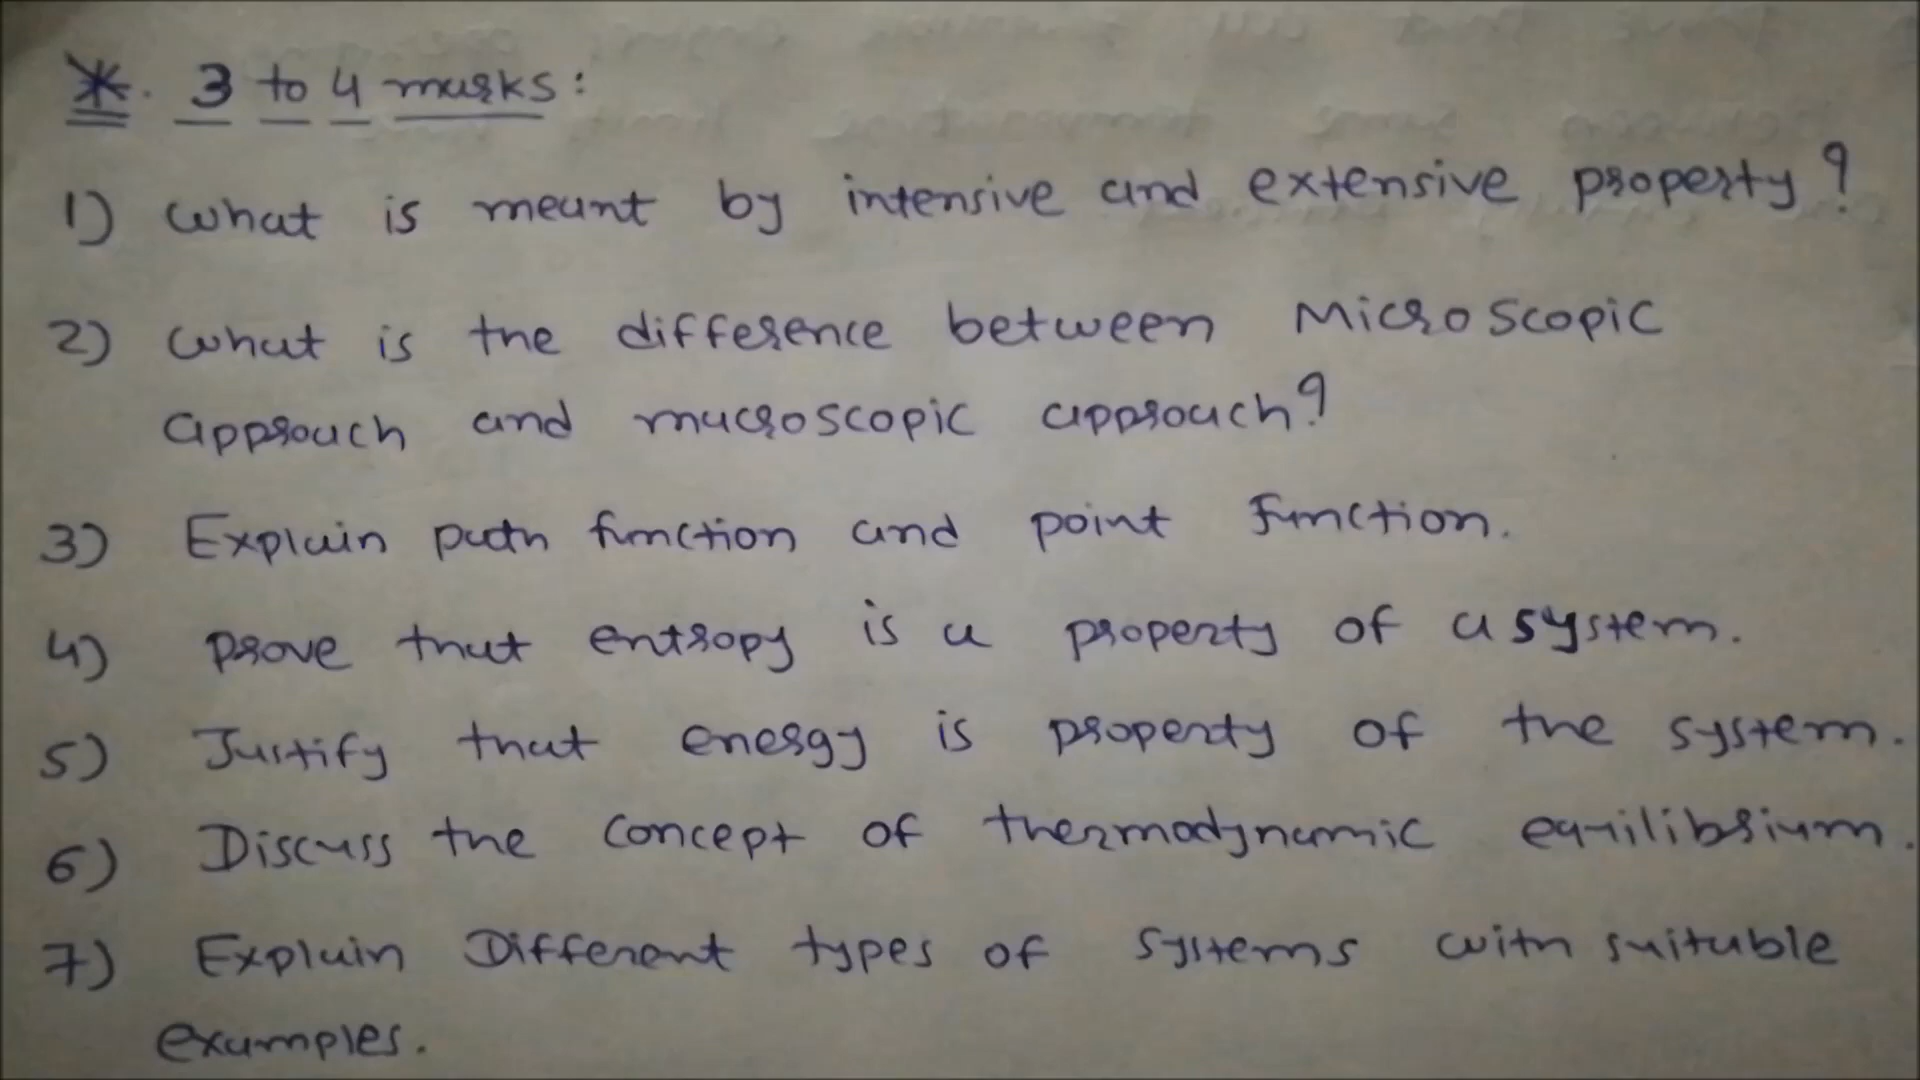 *. 3 to 4 marks:
1) what is meant by intensive and extensive property?
2) what is the difference between Microscopic
approach and macroscopic approach?
3) Explain path function and point function.
4) prove that entropy is a property of a system.
5) Justify that energy is property of the system.
6) Discuss the concept of thermodynamic equilibrium.
7) Explain Different types of systems with suitable
examples.